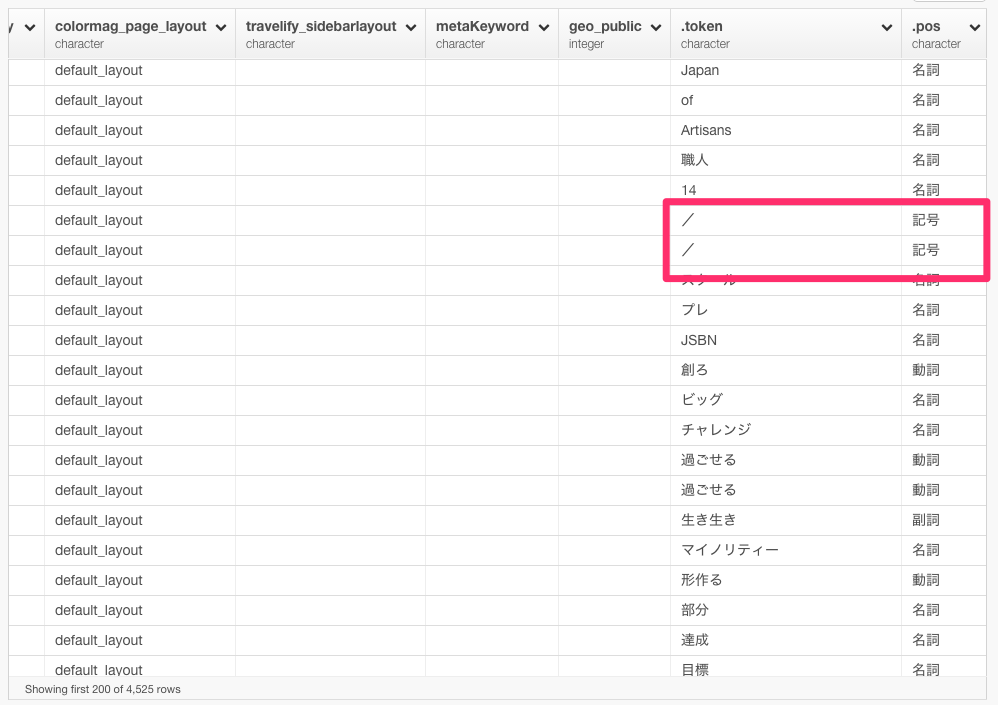 y colormag_page_layout travelify_sidebarlayout metaKeyword geo_public .token .pos
character character character integer character character
default_layout Japan 名詞
default_layout of 名詞
default_layout Artisans 名詞
default_layout 職人 名詞
default_layout 14 名詞
default_layout ／ 記号
default_layout ／ 記号
default_layout スクール 名詞
default_layout プレ 名詞
default_layout JSBN 名詞
default_layout 創ろ 動詞
default_layout ビッグ 名詞
default_layout チャレンジ 名詞
default_layout 過ごせる 動詞
default_layout 過ごせる 動詞
default_layout 生き生き 副詞
default_layout マイノリティー 名詞
default_layout 形作る 動詞
default_layout 部分 名詞
default_layout 達成 名詞
default_layout 目標 名詞
Showing first 200 of 4,525 rows